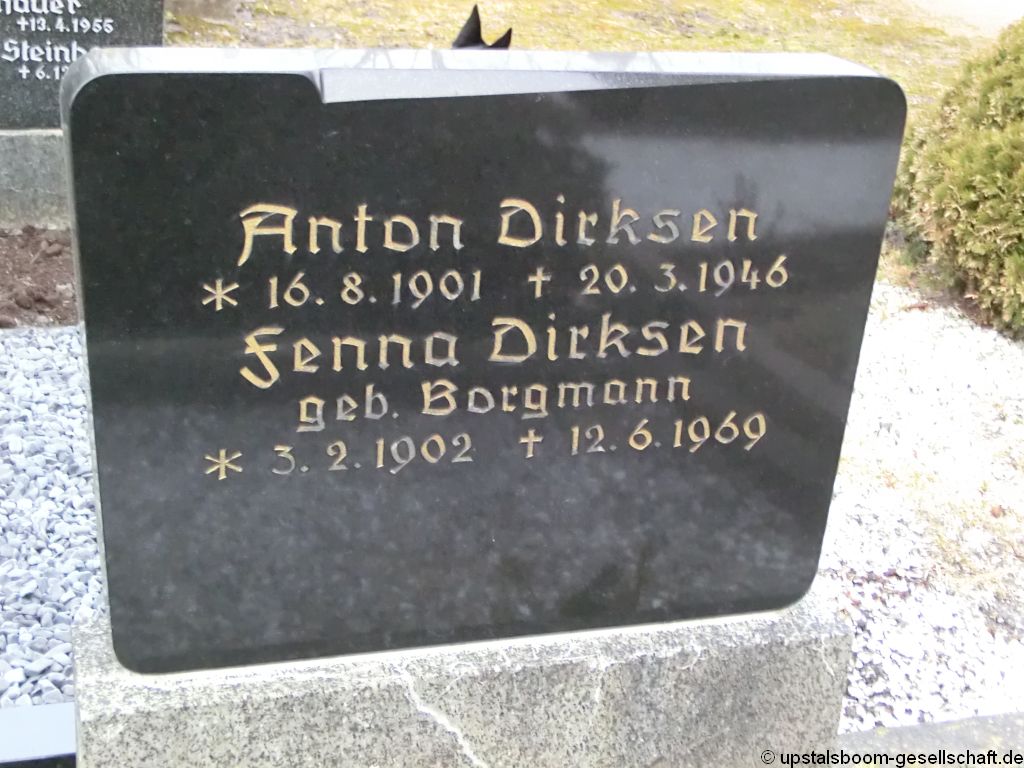 +13.4.1955
Anton Dirksen
* 16. 8. 1901 † 20. 3. 1946
Fenna Dirksen
geb. Borgmann
* 3. 2. 1902 † 12. 6. 1969
© upstalsboom-gesellschaft.de